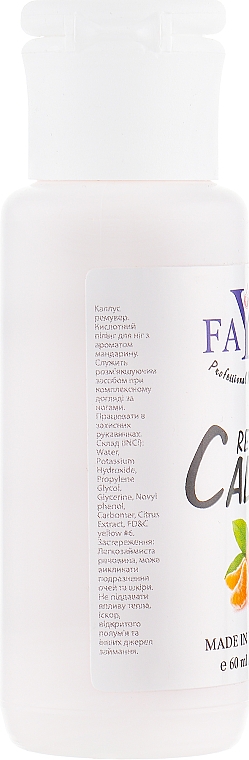 Каллус
ремувер.
Кислотний
пілінг для ніг з
ароматом
мандарину.
Служить
розм'якшуючим
засобом при
комплексному
догляді за
ногами.
Працювати в
захисних
рукавичках.
Склад (INCI):
Water,
Potassium
Hydroxide,
Propylene
Glycol,
Glycerine, Novyl
phenol,
Carbomer, Citrus
Extract, FD&C
yellow #6.
Застереження:
Легкозаймиста
речовина, може
викликати
подразнення
очей та шкіри.
Не піддавати
впливу тепла,
іскор,
відкритого
полум'я та
інших джерел
займання.
FAY
Professional
RE
CAL
MADE IN
e 60 ml